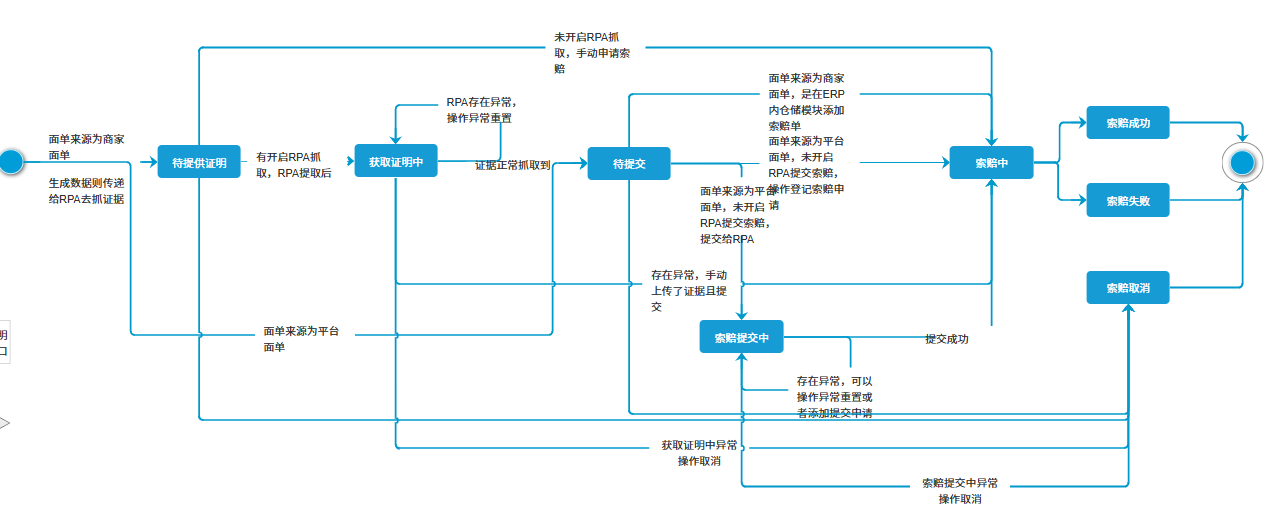 未开启RPA抓
取，手动申请索
赔
面单来源为商家
面单，是在ERP
内仓储模块添加
索赔单
RPA存在异常，
操作异常重置
索赔成功
面单来源为商家
面单
待提供证明
有开启RPA抓
取，RPA提取后
获取证明中
证据正常抓取到
待提交
面单来源为平台
面单，未开启
RPA提交索赔，
操作登记索赔申
请
索赔中
生成数据则传递
给RPA去抓证据
面单来源为平台
面单，未开启
RPA提交索赔，
提交给RPA
索赔失败
存在异常，手动
上传了证据且提
交
索赔取消
明
口
面单来源为平台
面单
索赔提交中
提交成功
存在异常，可以
操作异常重置或
者添加提交申请
获取证明中异常
操作取消
索赔提交中异常
操作取消